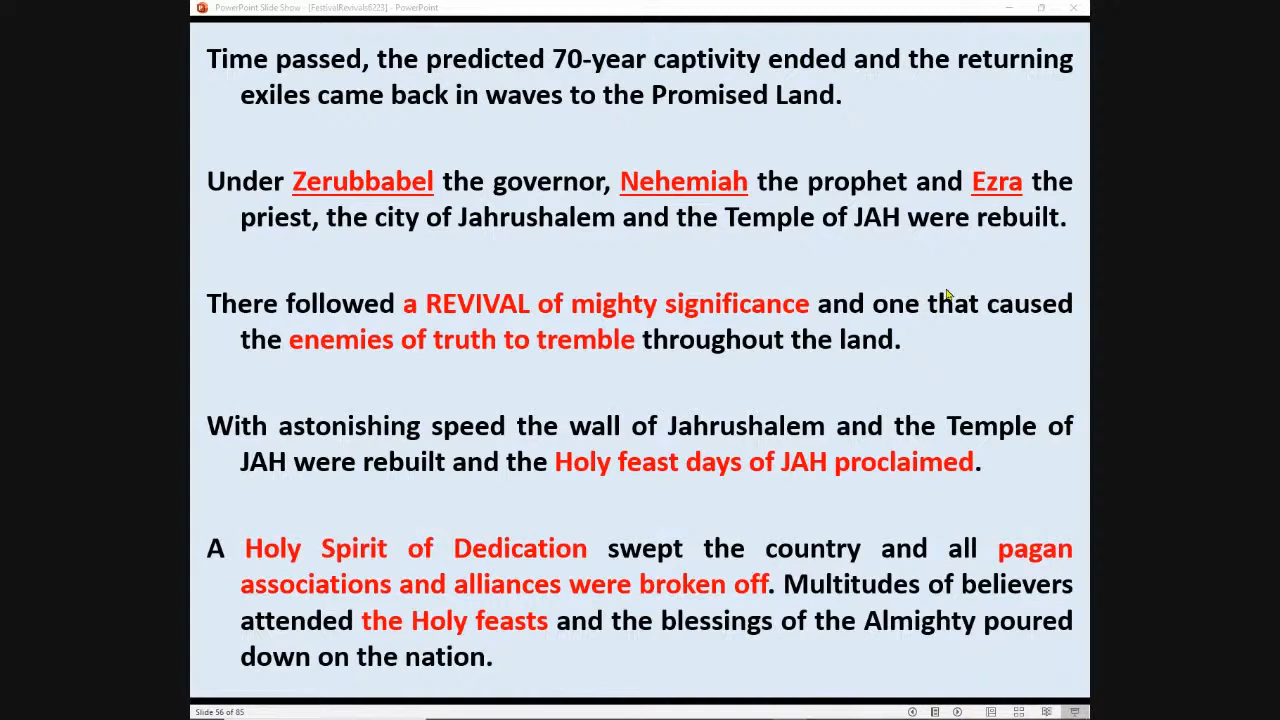 PowerPoint Slide Show - [FestivalRevivals6223] - PowerPoint
Time passed, the predicted 70-year captivity ended and the returning
exiles came back in waves to the Promised Land.
Under Zerubbabel the governor, Nehemiah the prophet and Ezra the
priest, the city of Jahrushalem and the Temple of JAH were rebuilt.
There followed a REVIVAL of mighty significance and one that caused
the enemies of truth to tremble throughout the land.
With astonishing speed the wall of Jahrushalem and the Temple of
JAH were rebuilt and the Holy feast days of JAH proclaimed.
A Holy Spirit of Dedication swept the country and all pagan
associations and alliances were broken off. Multitudes of believers
attended the Holy feasts and the blessings of the Almighty poured
down on the nation.
Slide 56 of 85